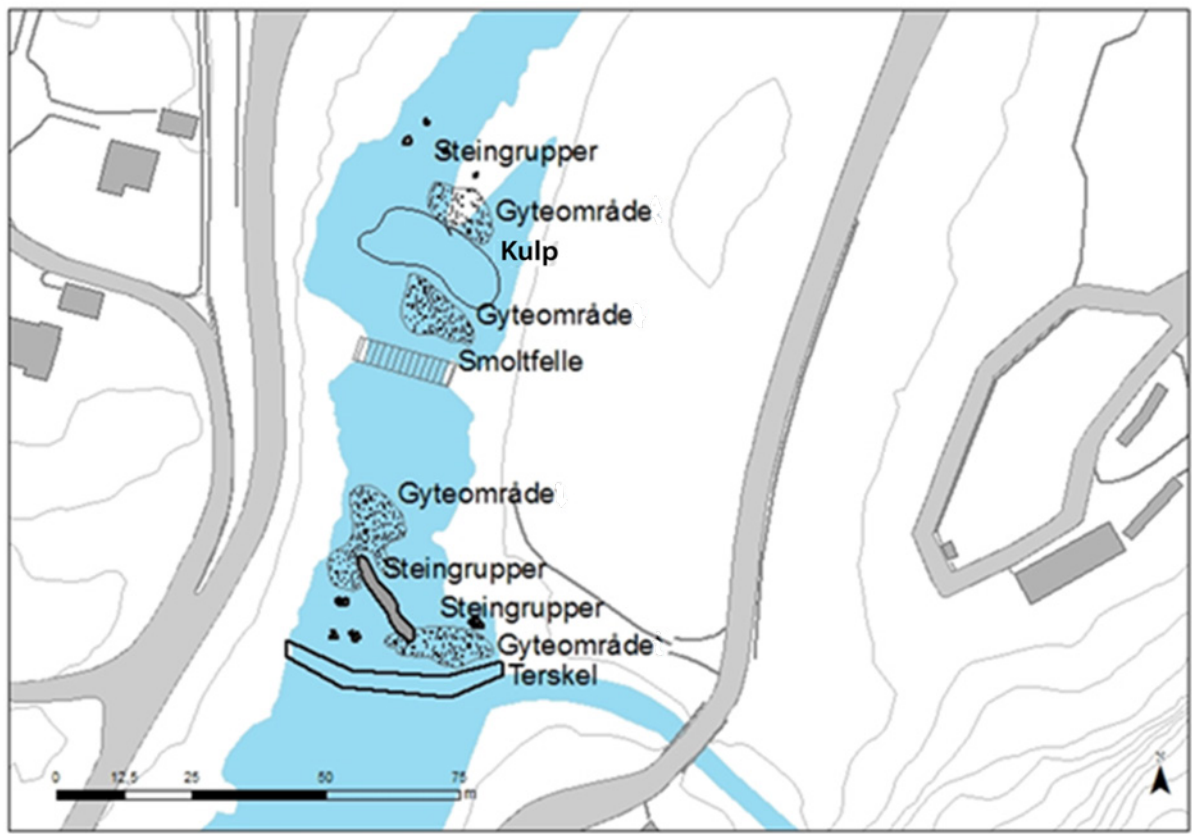 Steingrupper
Gyteområde
Kulp
Gyteområde
Smoltfelle
Gyteområde
Steingrupper
Steingrupper
Gyteområde
Terskel
0 12,5 25 50 75
m